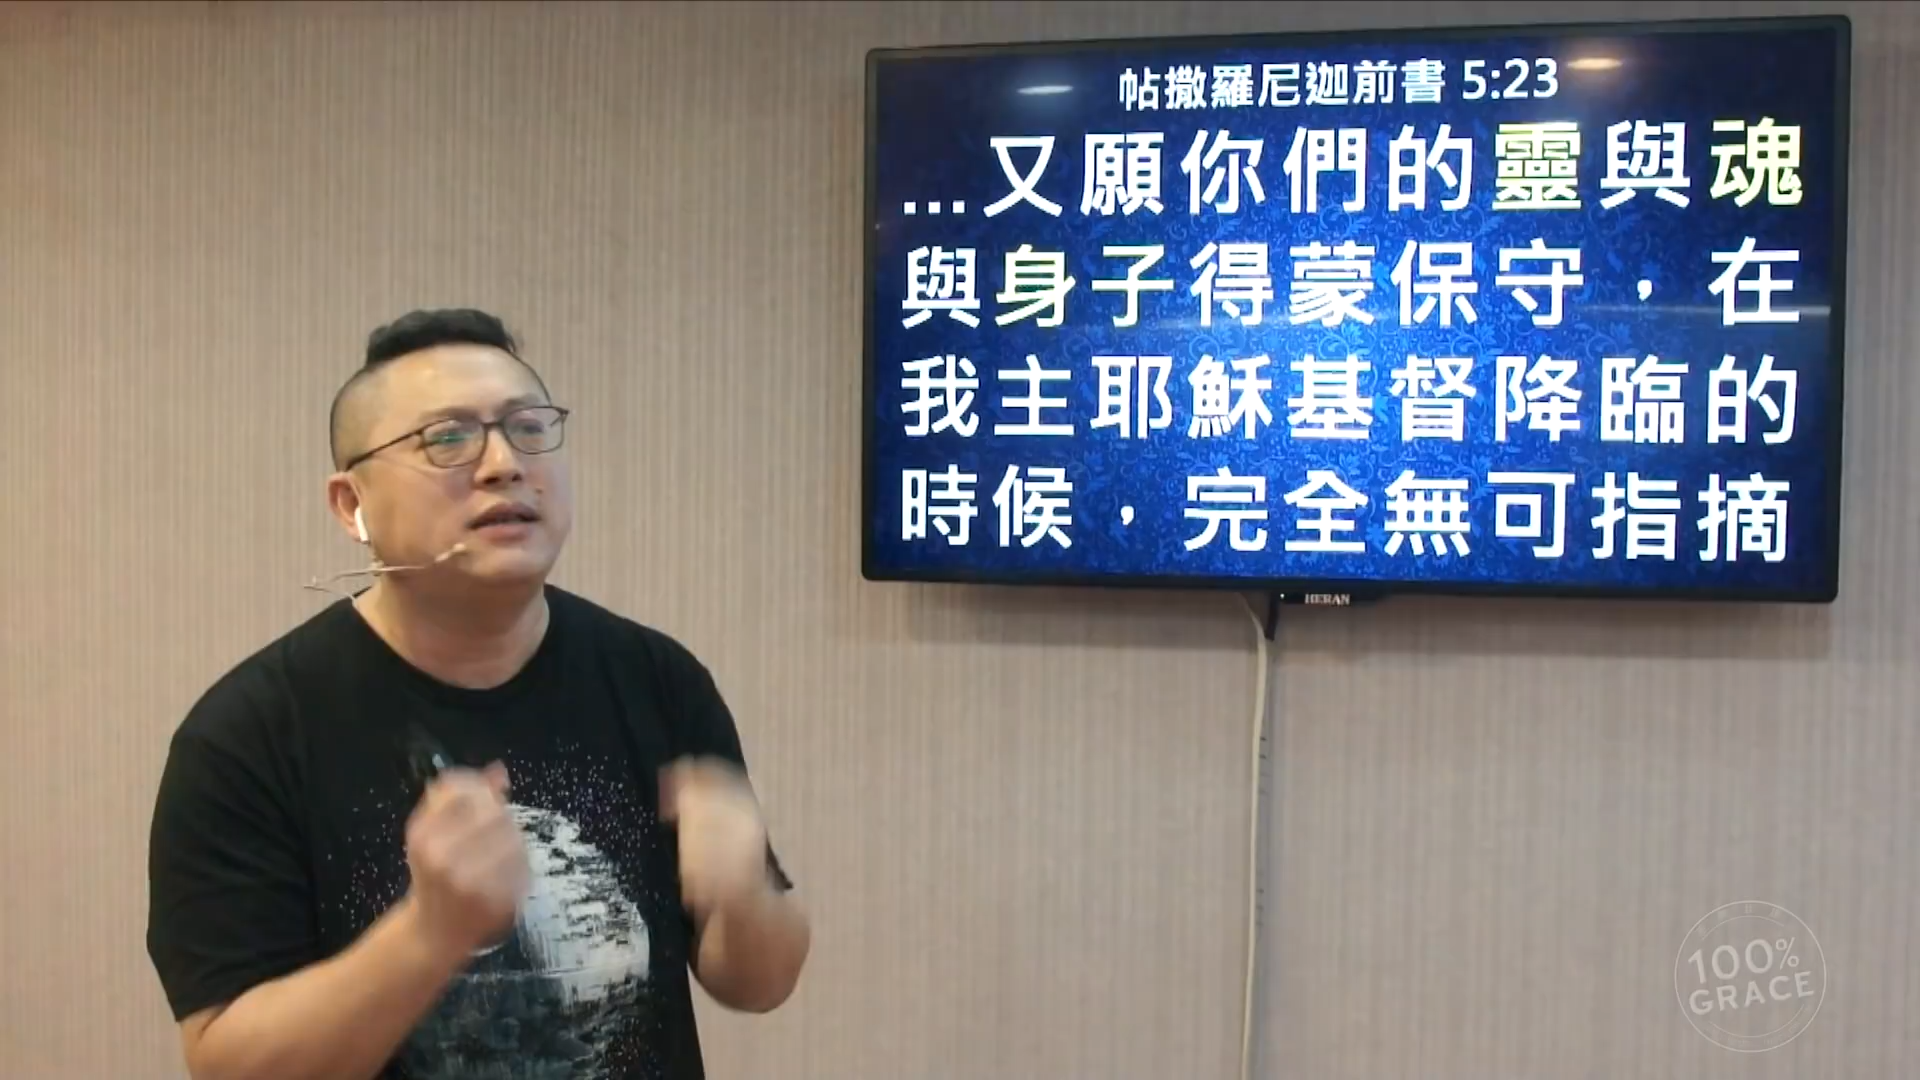 帖撒羅尼迦前書 5:23
...又願你們的靈與魂
與身子得蒙保守，在
我主耶穌基督降臨的
時候，完全無可指摘
HERAN
100%
GRACE